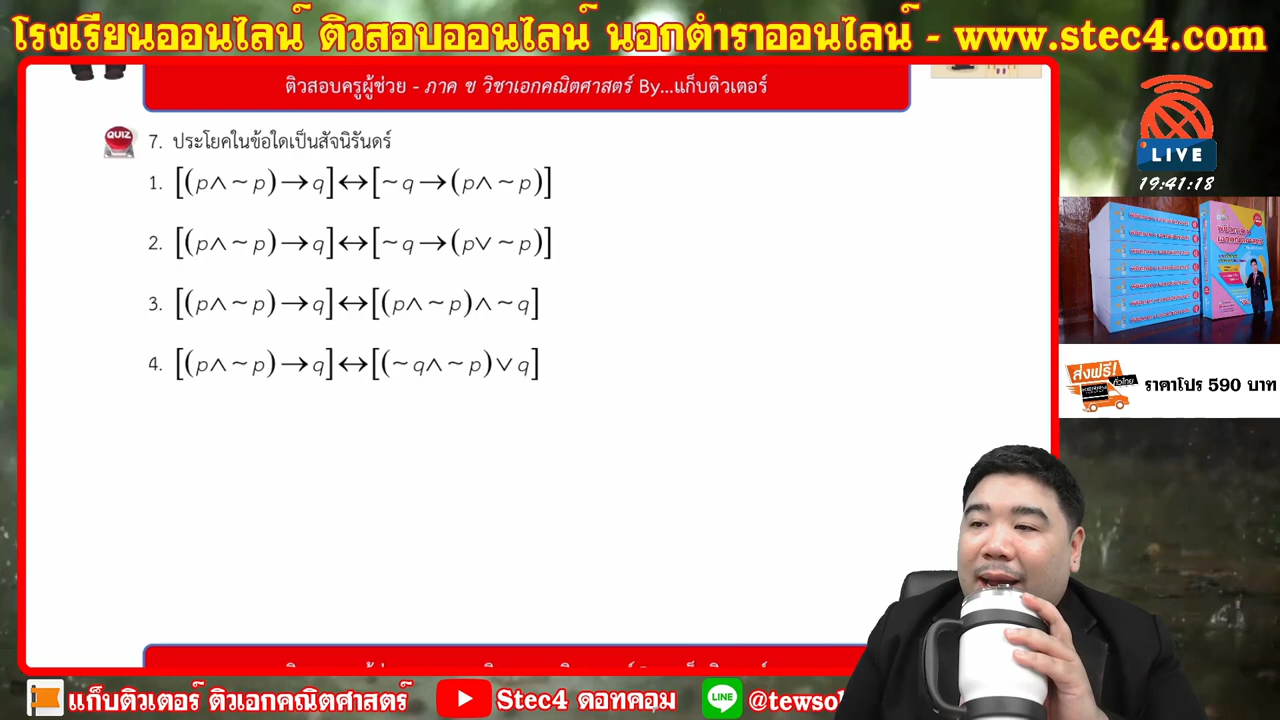 โรงเรียนออนไลน์ ติวสอบออนไลน์ นอกตำราออนไลน์ - www.stec4.com
ติวสอบครูผู้ช่วย - ภาค ข วิชาเอกคณิตศาสตร์ By...แก็บติวเตอร์
QUIZ 7. ประโยคในข้อใดเป็นสัจนิรันดร์
1. [(p∧~p)→q]↔[~q→(p∧~p)]
2. [(p∧~p)→q]↔[~q→(p∨~p)]
3. [(p∧~p)→q]↔[(p∧~p)∧~q]
4. [(p∧~p)→q]↔[(~q∧~p)∨q]
LIVE
19:41:18
ส่งฟรี!
ทั่วไทย
ราคาโปร 590 บาท
แก็บติวเตอร์ ติวเอกคณิตศาสตร์
Stec4 ดอทคอม
LINE